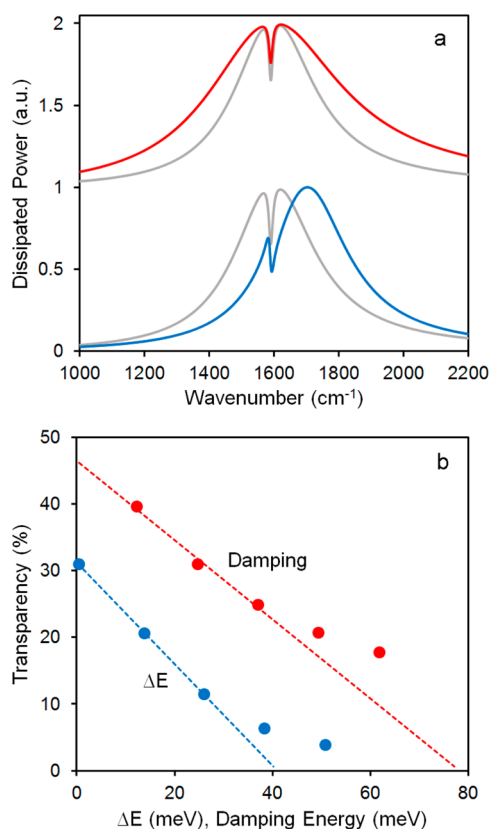 a
Dissipated Power (a.u.)
2
1.5
1
0.5
0
1000 1200 1400 1600 1800 2000 2200
Wavenumber (cm-1)
b
Transparency (%)
50
40
30
20
10
0
Damping
ΔE
0 20 40 60 80
ΔE (meV), Damping Energy (meV)